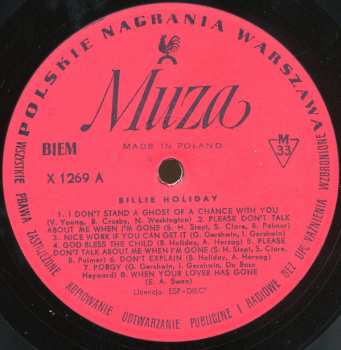 POLSKIE NAGRANIA WARSZAWA
Muza
MADE IN POLAND
BIEM
M
33
X 1269 A
BILLIE HOLIDAY
1. I DON'T STAND A GHOST OF A CHANCE WITH YOU
(V. Young, B. Crosby, N. Washington) 2. PLEASE DON'T TALK
ABOUT ME WHEN I'M GONE (S. H. Stept, S. Clare, B. Palmer)
3. NICE WORK IF YOU CAN GET IT (G. Gershwin, I. Gershwin)
4. GOD BLESS THE CHILD (B. Holiday, A. Herzog) 5. PLEASE
DON'T TALK ABOUT ME WHEN I'M GONE (S. H. Stept, S. Clare,
B. Palmer) 6. DON'T EXPLAIN (B. Holiday, A. Herzog)
7. PORGY (G. Gershwin, I. Gershwin, Du Bose
Heyward) 8. WHEN YOUR LOVER HAS GONE
(E. A. Swan)
Licencja: ESP-DISC'
WSZYSTKIE PRAWA ZASTRZEŻONE. KOPIOWANIE ODTWARZANIE PUBLICZNE I RADIOWE BEZ UPOWAŻNIENIA WZBRONIONE